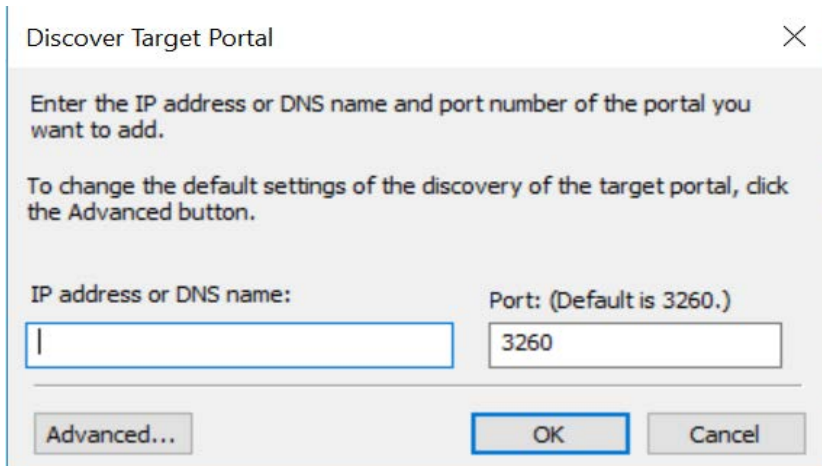 Discover Target Portal
Enter the IP address or DNS name and port number of the portal you
want to add.
To change the default settings of the discovery of the target portal, click
the Advanced button.
IP address or DNS name:
Port: (Default is 3260.)
3260
Advanced...
OK
Cancel